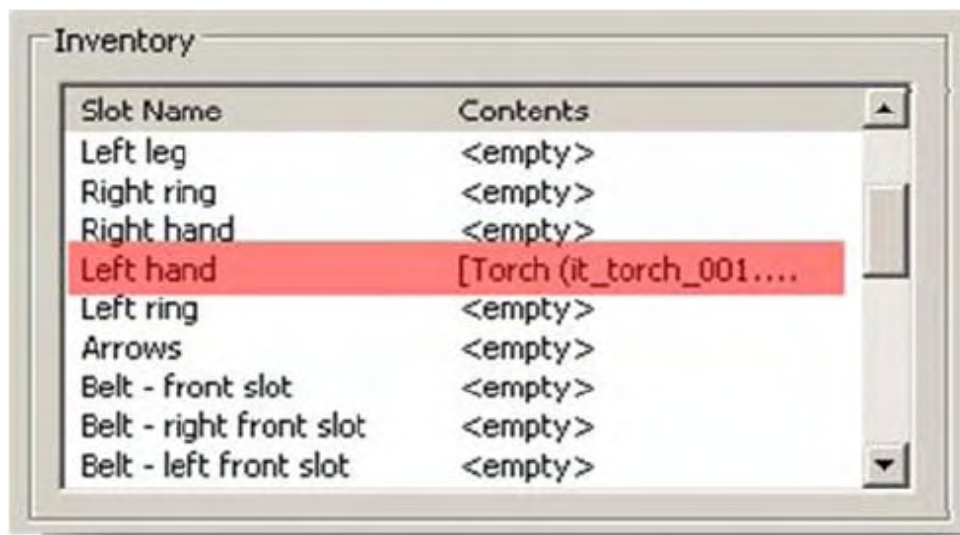 Inventory
Slot Name Contents
Left leg <empty>
Right ring <empty>
Right hand <empty>
Left hand [Torch (it_torch_001....
Left ring <empty>
Arrows <empty>
Belt - front slot <empty>
Belt - right front slot <empty>
Belt - left front slot <empty>